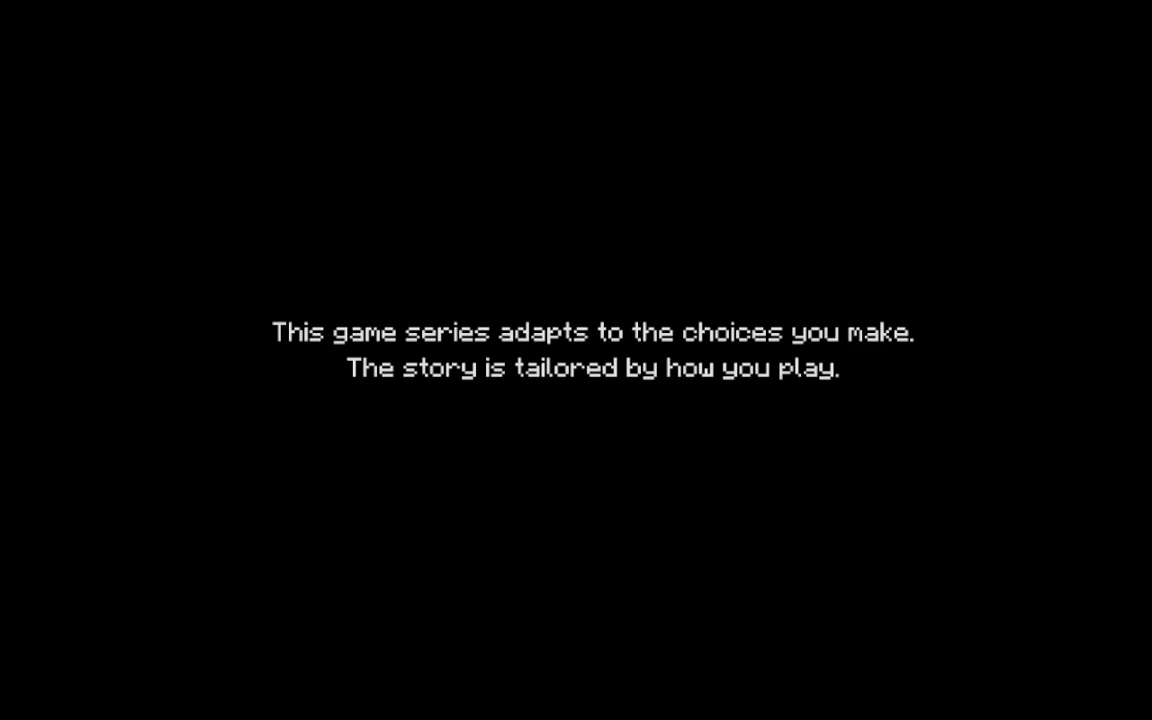 This game series adapts to the choices you make.
The story is tailored by how you play.